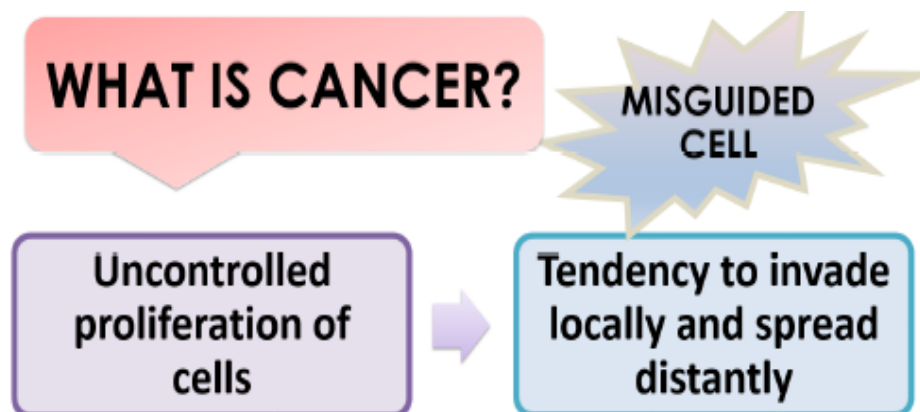 WHAT IS CANCER?
MISGUIDED
CELL
Uncontrolled
proliferation of
cells
Tendency to invade
locally and spread
distantly